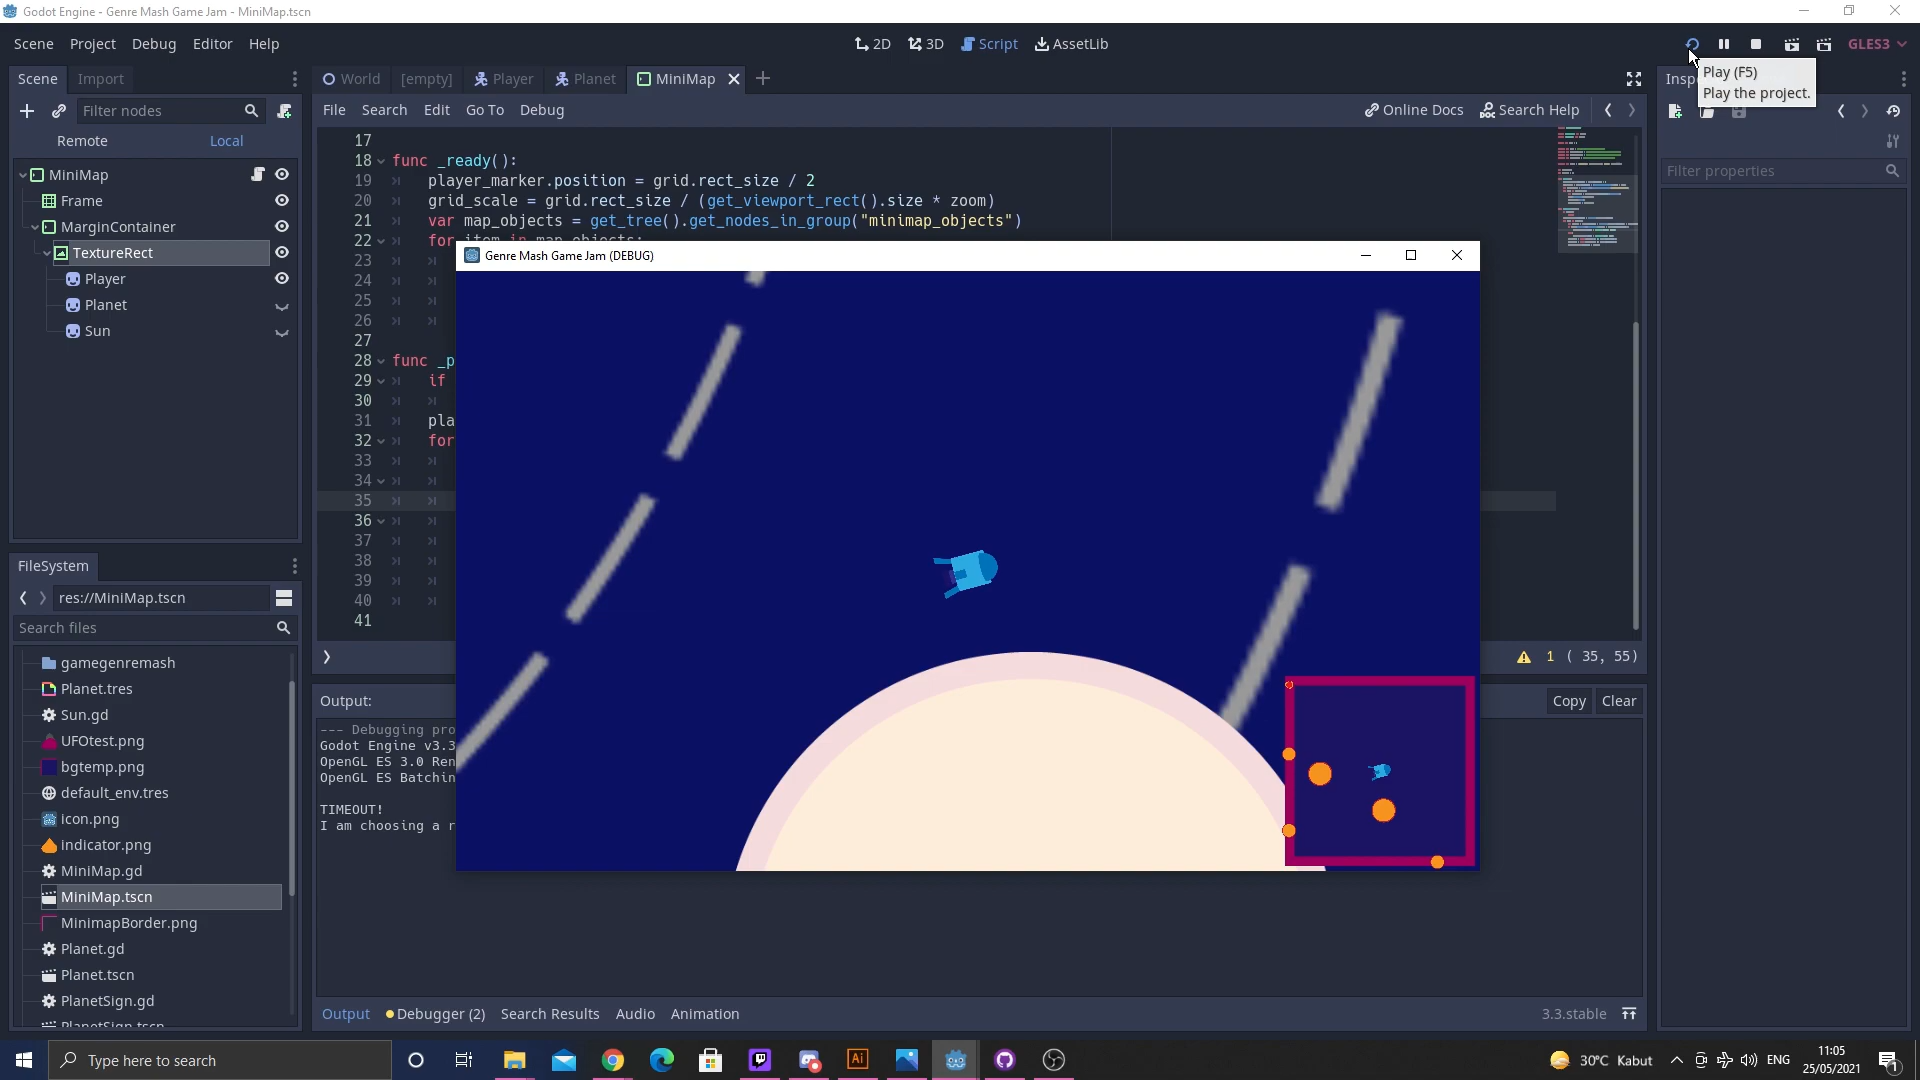 Godot Engine - Genre Mash Game Jam - MiniMap.tscn
Scene Project Debug Editor Help
2D 3D Script AssetLib
GLES3
Play (F5)
Play the project.
Scene Import
World [empty] Player Planet MiniMap
Filter nodes
File Search Edit Go To Debug
Online Docs Search Help
Remote Local
Filter properties
MiniMap
Frame
MarginContainer
TextureRect
Player
Planet
Sun
17
18 func _ready():
19 player_marker.position = grid.rect_size / 2
20 grid_scale = grid.rect_size / (get_viewport_rect().size * zoom)
21 var map_objects = get_tree().get_nodes_in_group("minimap_objects")
22 for item in map_objects:
23
24
25
26
27
28 func _p
29 if
30
31 pla
32 for
33
34
35
36
37
38
39
40
41
Genre Mash Game Jam (DEBUG)
1 ( 35, 55)
FileSystem
res://MiniMap.tscn
Search files
gamegenremash
Planet.tres
Sun.gd
UFOtest.png
bgtemp.png
default_env.tres
icon.png
indicator.png
MiniMap.gd
MiniMap.tscn
MinimapBorder.png
Planet.gd
Planet.tscn
PlanetSign.gd
PlanetSign.tscn
Output:
Copy Clear
--- Debugging pro
Godot Engine v3.3
OpenGL ES 3.0 Ren
OpenGL ES Batchin
TIMEOUT!
I am choosing a r
Output Debugger (2) Search Results Audio Animation
3.3.stable
Type here to search
Ai
30°C Kabut
ENG
11:05
25/05/2021
1